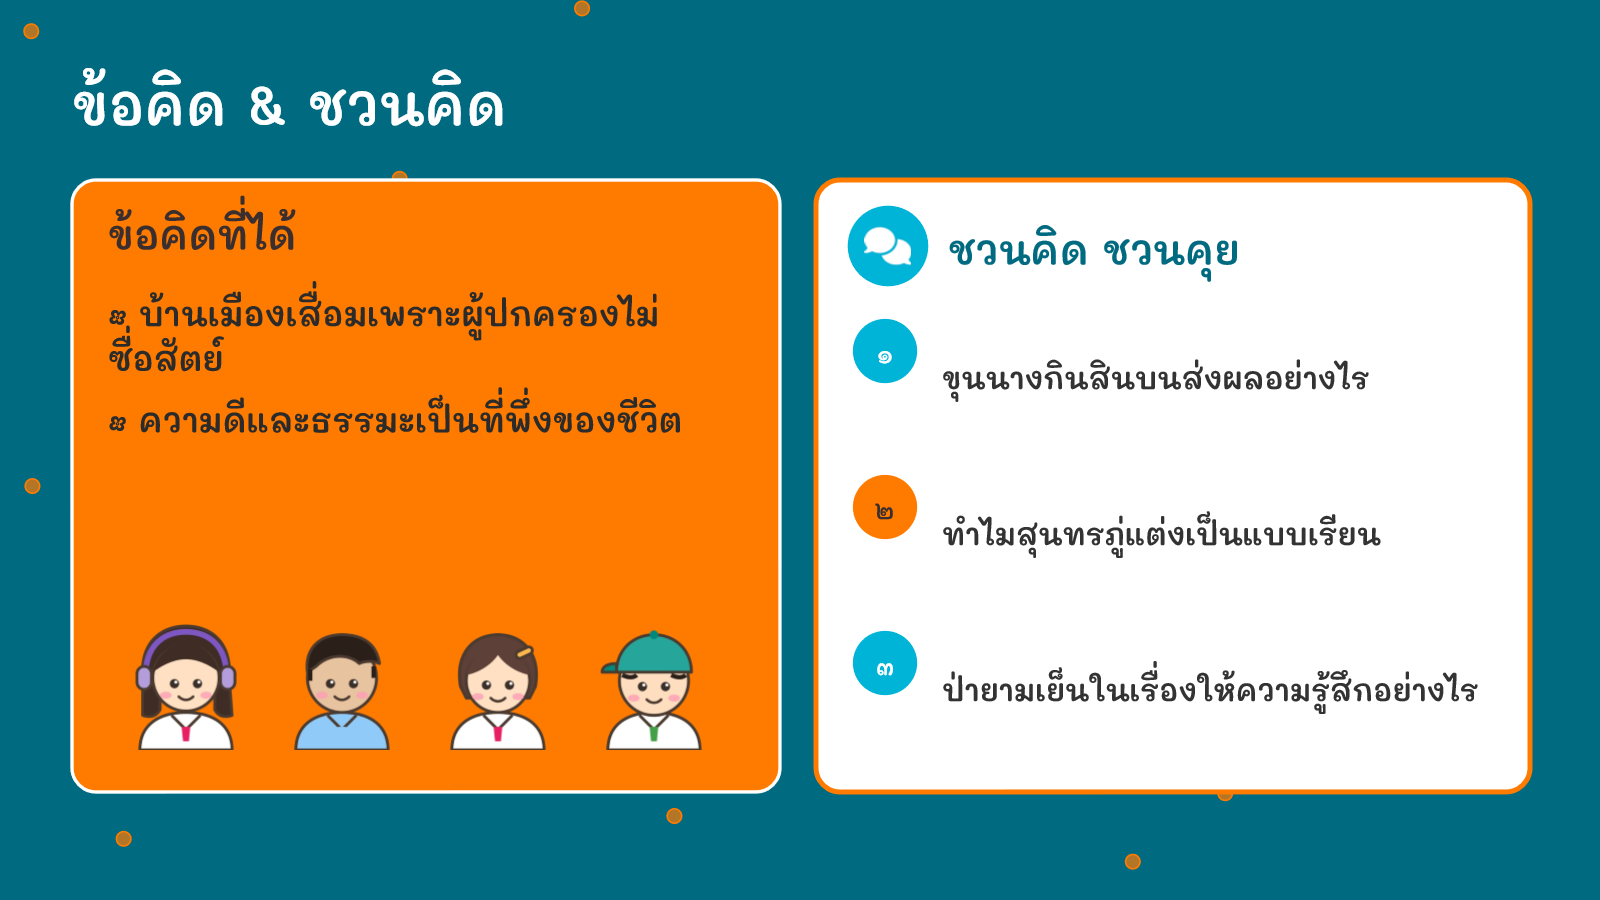 ข้อคิด & ชวนคิด
ข้อคิดที่ได้
๏ บ้านเมืองเสื่อมเพราะผู้ปกครองไม่
ซื่อสัตย์
๏ ความดีและธรรมะเป็นที่พึ่งของชีวิต
ชวนคิด ชวนคุย
๑
ขุนนางกินสินบนส่งผลอย่างไร
๒
ทำไมสุนทรภู่แต่งเป็นแบบเรียน
๓
ป่ายามเย็นในเรื่องให้ความรู้สึกอย่างไร